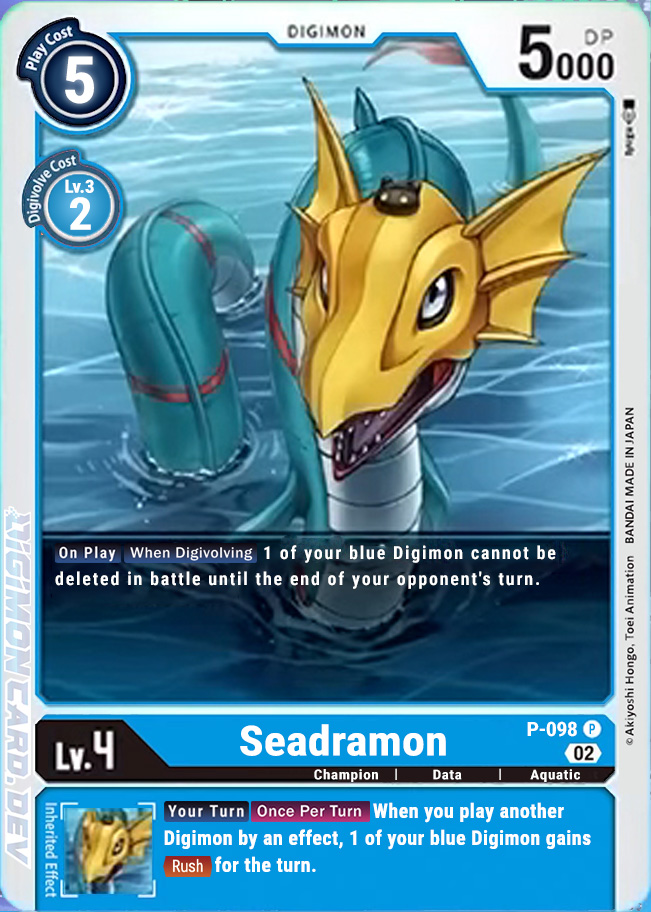 Play Cost
5
DIGIMON
DP
5000
Digivolve Cost
Lv.3
2
On Play When Digivolving 1 of your blue Digimon cannot be
deleted in battle until the end of your opponent's turn.
© Akiyoshi Hongo, Toei Animation BANDAI MADE IN JAPAN
DIGIMONCARD.DEV
Lv.4
Seadramon
P-098 P
02
Champion | Data | Aquatic
Inherited Effect
Your Turn Once Per Turn When you play another
Digimon by an effect, 1 of your blue Digimon gains
Rush for the turn.